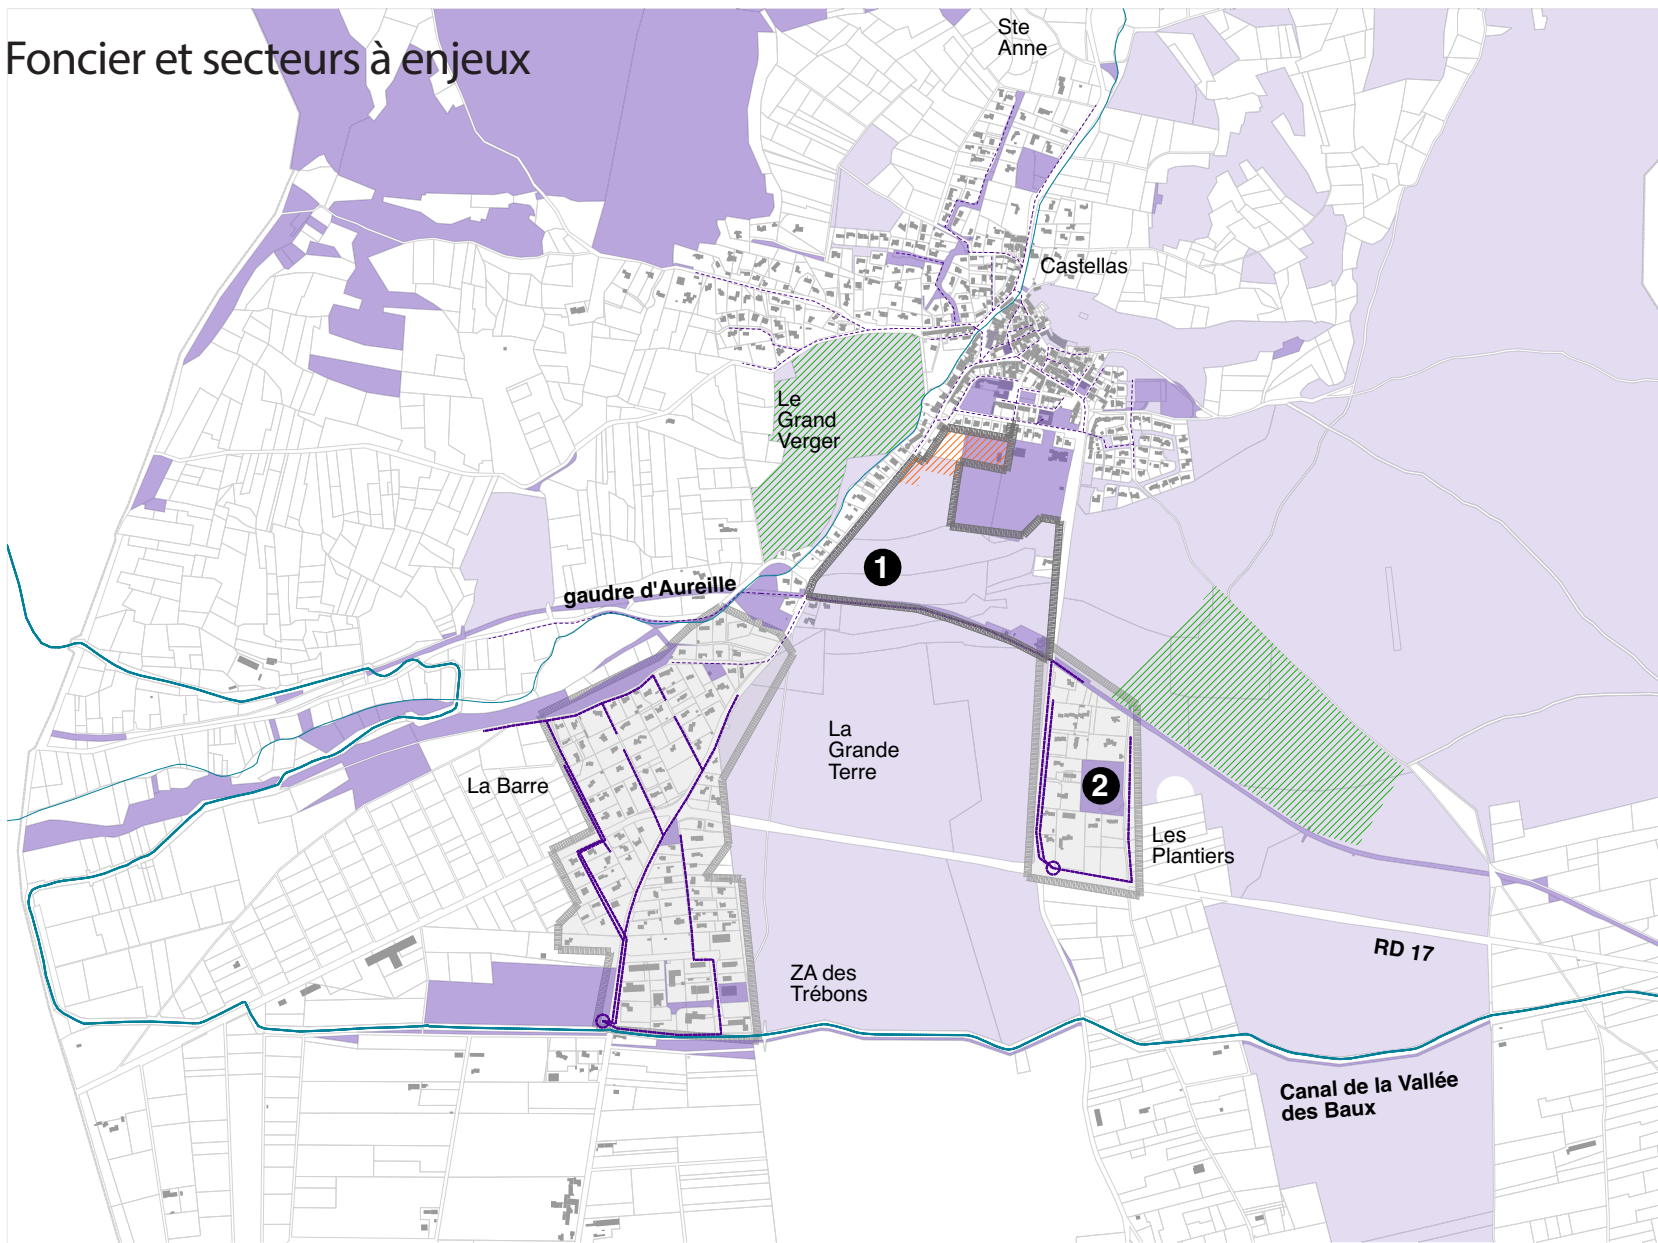 Foncier et secteurs à enjeux
Ste
Anne
Castellas
Le
Grand
Verger
1
gaudre d'Aureille
La
Grande
Terre
La Barre
2
Les
Plantiers
RD 17
ZA des
Trébons
Canal de la Vallée
des Baux